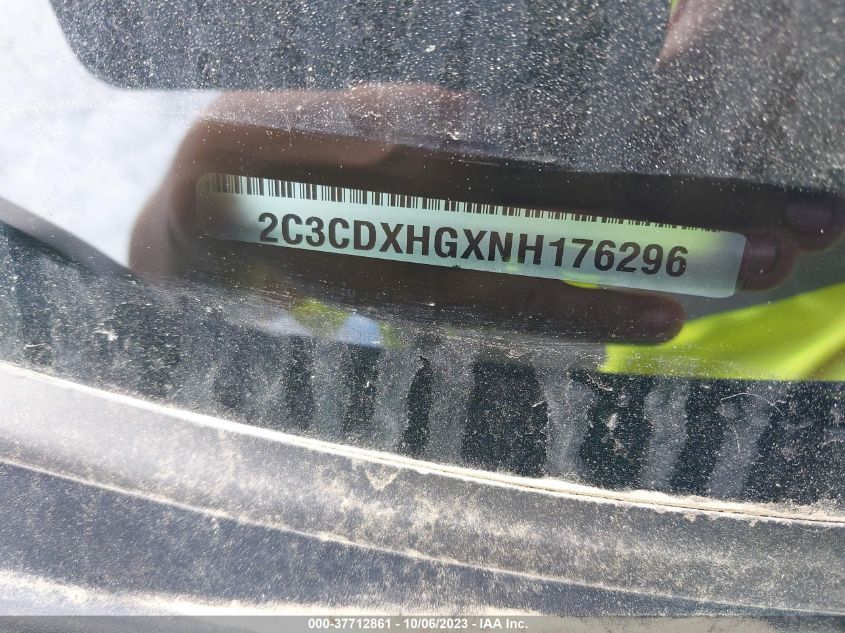 2C3CDXHGXNH176296
000-37712861 - 10/06/2023 - IAA Inc.